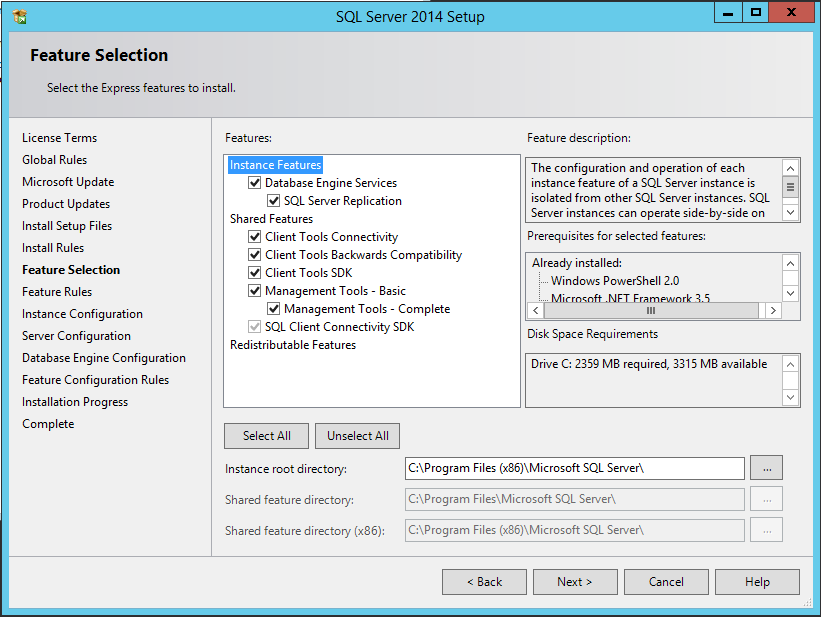 SQL Server 2014 Setup
Feature Selection
Select the Express features to install.
License Terms
Global Rules
Microsoft Update
Product Updates
Install Setup Files
Install Rules
Feature Selection
Feature Rules
Instance Configuration
Server Configuration
Database Engine Configuration
Feature Configuration Rules
Installation Progress
Complete
Features:
Instance Features
Database Engine Services
SQL Server Replication
Shared Features
Client Tools Connectivity
Client Tools Backwards Compatibility
Client Tools SDK
Management Tools - Basic
Management Tools - Complete
SQL Client Connectivity SDK
Redistributable Features
Feature description:
The configuration and operation of each
instance feature of a SQL Server instance is
isolated from other SQL Server instances. SQL
Server instances can operate side-by-side on
Prerequisites for selected features:
Already installed:
Windows PowerShell 2.0
Microsoft .NET Framework 3.5
Disk Space Requirements
Drive C: 2359 MB required, 3315 MB available
Select All
Unselect All
Instance root directory:
C:\Program Files (x86)\Microsoft SQL Server\
...
Shared feature directory:
C:\Program Files\Microsoft SQL Server\
...
Shared feature directory (x86):
C:\Program Files (x86)\Microsoft SQL Server\
...
< Back
Next >
Cancel
Help